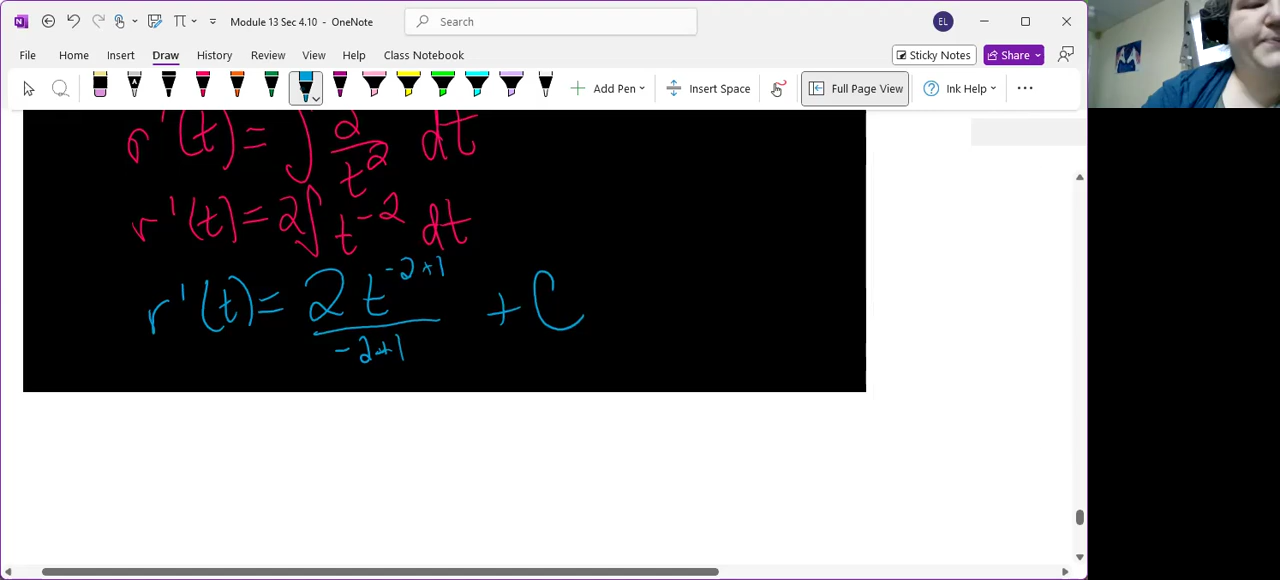 Module 13 Sec 4.10 - OneNote
Search
EL
File Home Insert Draw History Review View Help Class Notebook
Sticky Notes Share
Add Pen Insert Space Full Page View Ink Help
r'(t) = ∫ 2/t² dt
r'(t) = 2∫ t⁻² dt
r'(t) = 2t⁻²⁺¹/(-2+1) + C